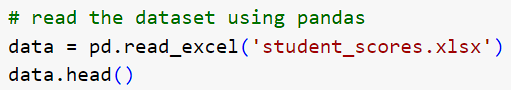 # read the dataset using pandas
data = pd.read_excel('student_scores.xlsx')
data.head()